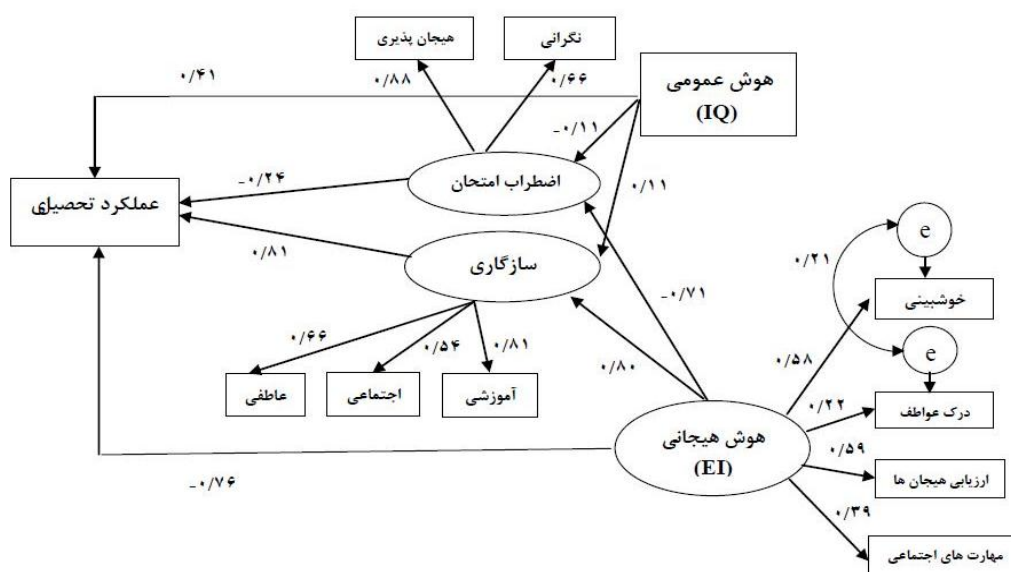 نگرانی
هیجان پذیری
هوش عمومی
(IQ)
۰/۴۱
۰/۸۸
۰/۶۶
-۰/۱۱
۰/۱۱
اضطراب امتحان
-۰/۲۴
عملکرد تحصیلی
۰/۸۱
سازگاری
e
۰/۲۱
خوشبینی
-۰/۷۱
۰/۶۶
۰/۵۴
۰/۸۱
۰/۸۰
۰/۵۸
e
آموزشی
اجتماعی
عاطفی
۰/۲۲
درک عواطف
هوش هیجانی
(EI)
۰/۵۹
ارزیابی هیجان ها
-۰/۷۶
۰/۳۹
مهارت های اجتماعی